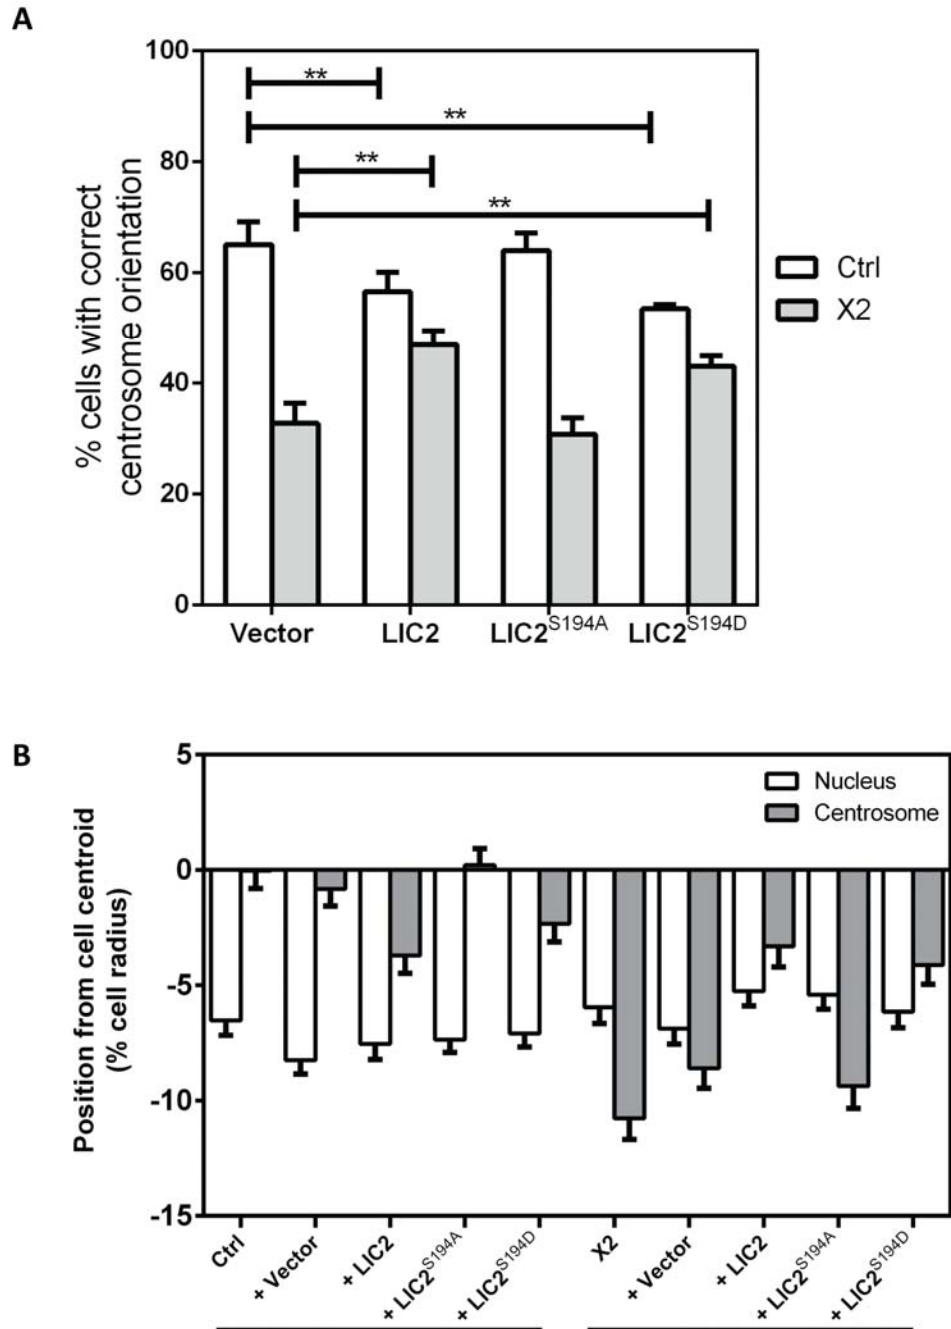 A
100
80
60
40
20
0
% cells with correct
centrosome orientation
**
**
**
**
Ctrl
X2
Vector LIC2 LIC2S194A LIC2S194D
B
5
0
-5
-10
-15
Position from cell centroid
(% cell radius)
Nucleus
Centrosome
Ctrl
+ Vector
+ LIC2
+ LIC2S194A
+ LIC2S194D
X2
+ Vector
+ LIC2
+ LIC2S194A
+ LIC2S194D